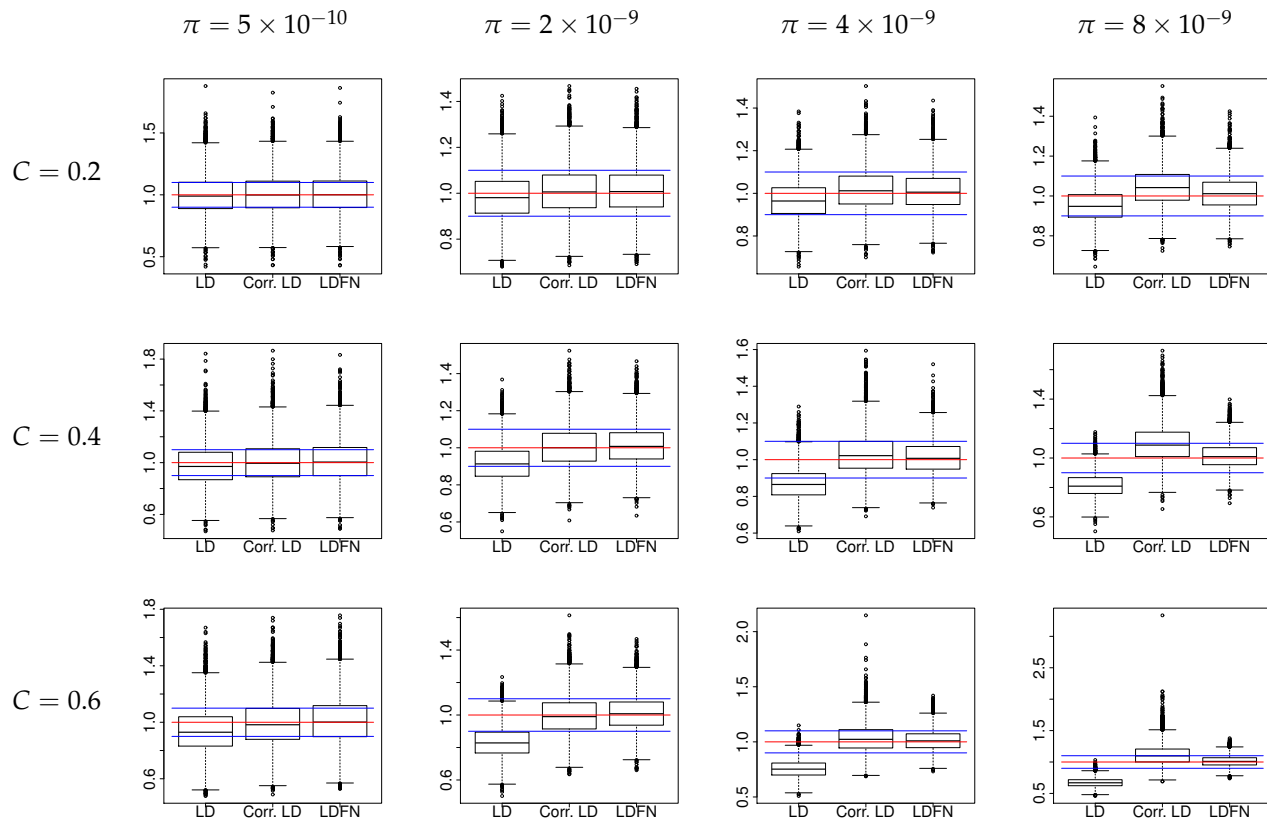 π = 5 × 10⁻¹⁰ π = 2 × 10⁻⁹ π = 4 × 10⁻⁹ π = 8 × 10⁻⁹
C = 0.2
0.5 1.0 1.5
LD Corr. LD LDFN
0.8 1.0 1.2 1.4
LD Corr. LD LDFN
0.8 1.0 1.2 1.4
LD Corr. LD LDFN
0.8 1.0 1.2 1.4
LD Corr. LD LDFN
C = 0.4
0.6 1.0 1.4 1.8
LD Corr. LD LDFN
0.6 0.8 1.0 1.2 1.4
LD Corr. LD LDFN
0.6 0.8 1.0 1.2 1.4 1.6
LD Corr. LD LDFN
0.6 1.0 1.4
LD Corr. LD LDFN
C = 0.6
0.6 1.0 1.4 1.8
LD Corr. LD LDFN
0.6 0.8 1.0 1.2 1.4
LD Corr. LD LDFN
0.5 1.0 1.5 2.0
LD Corr. LD LDFN
0.5 1.5 2.5
LD Corr. LD LDFN